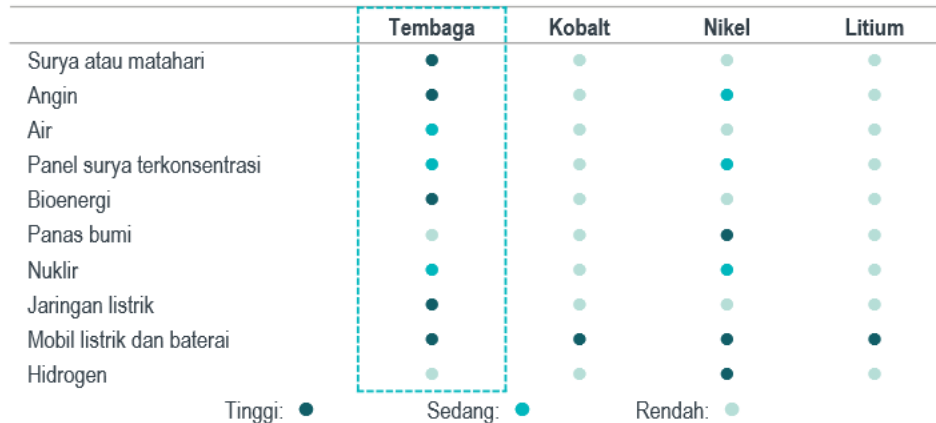 Tembaga Kobalt Nikel Litium
Surya atau matahari
Angin
Air
Panel surya terkonsentrasi
Bioenergi
Panas bumi
Nuklir
Jaringan listrik
Mobil listrik dan baterai
Hidrogen
Tinggi: Sedang: Rendah: